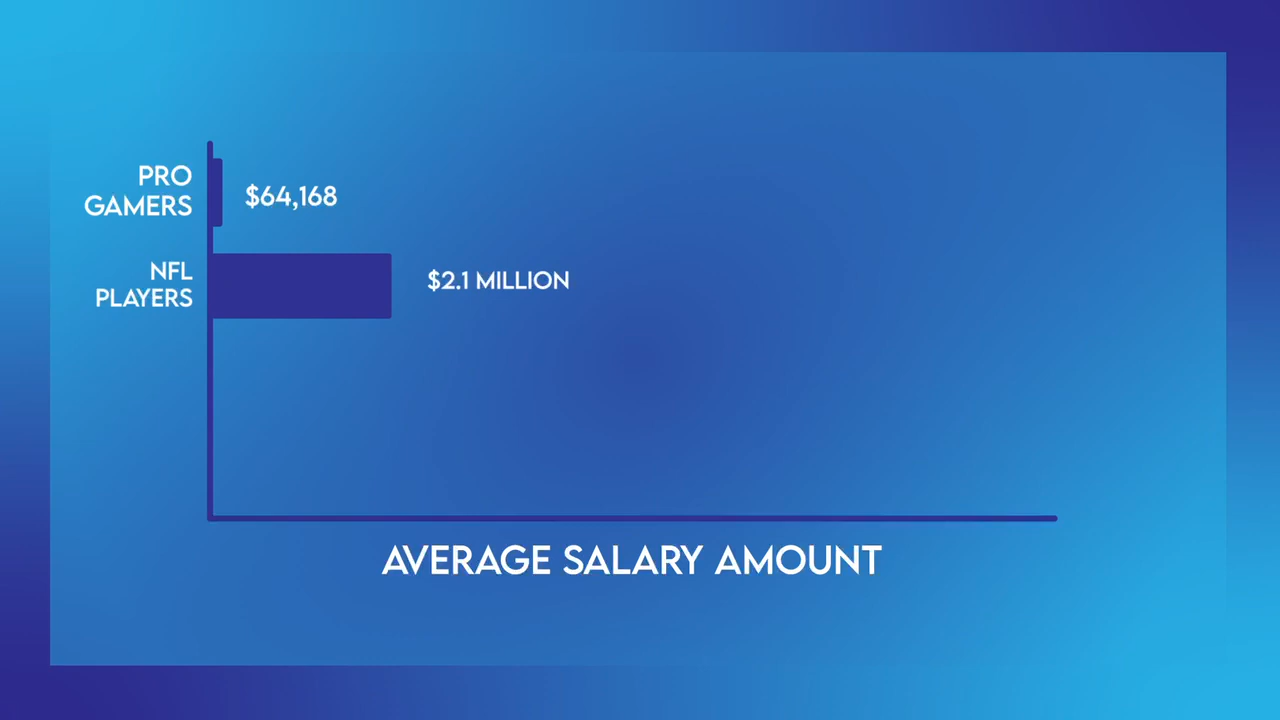 PRO
GAMERS
$64,168
NFL
PLAYERS
$2.1 MILLION
AVERAGE SALARY AMOUNT